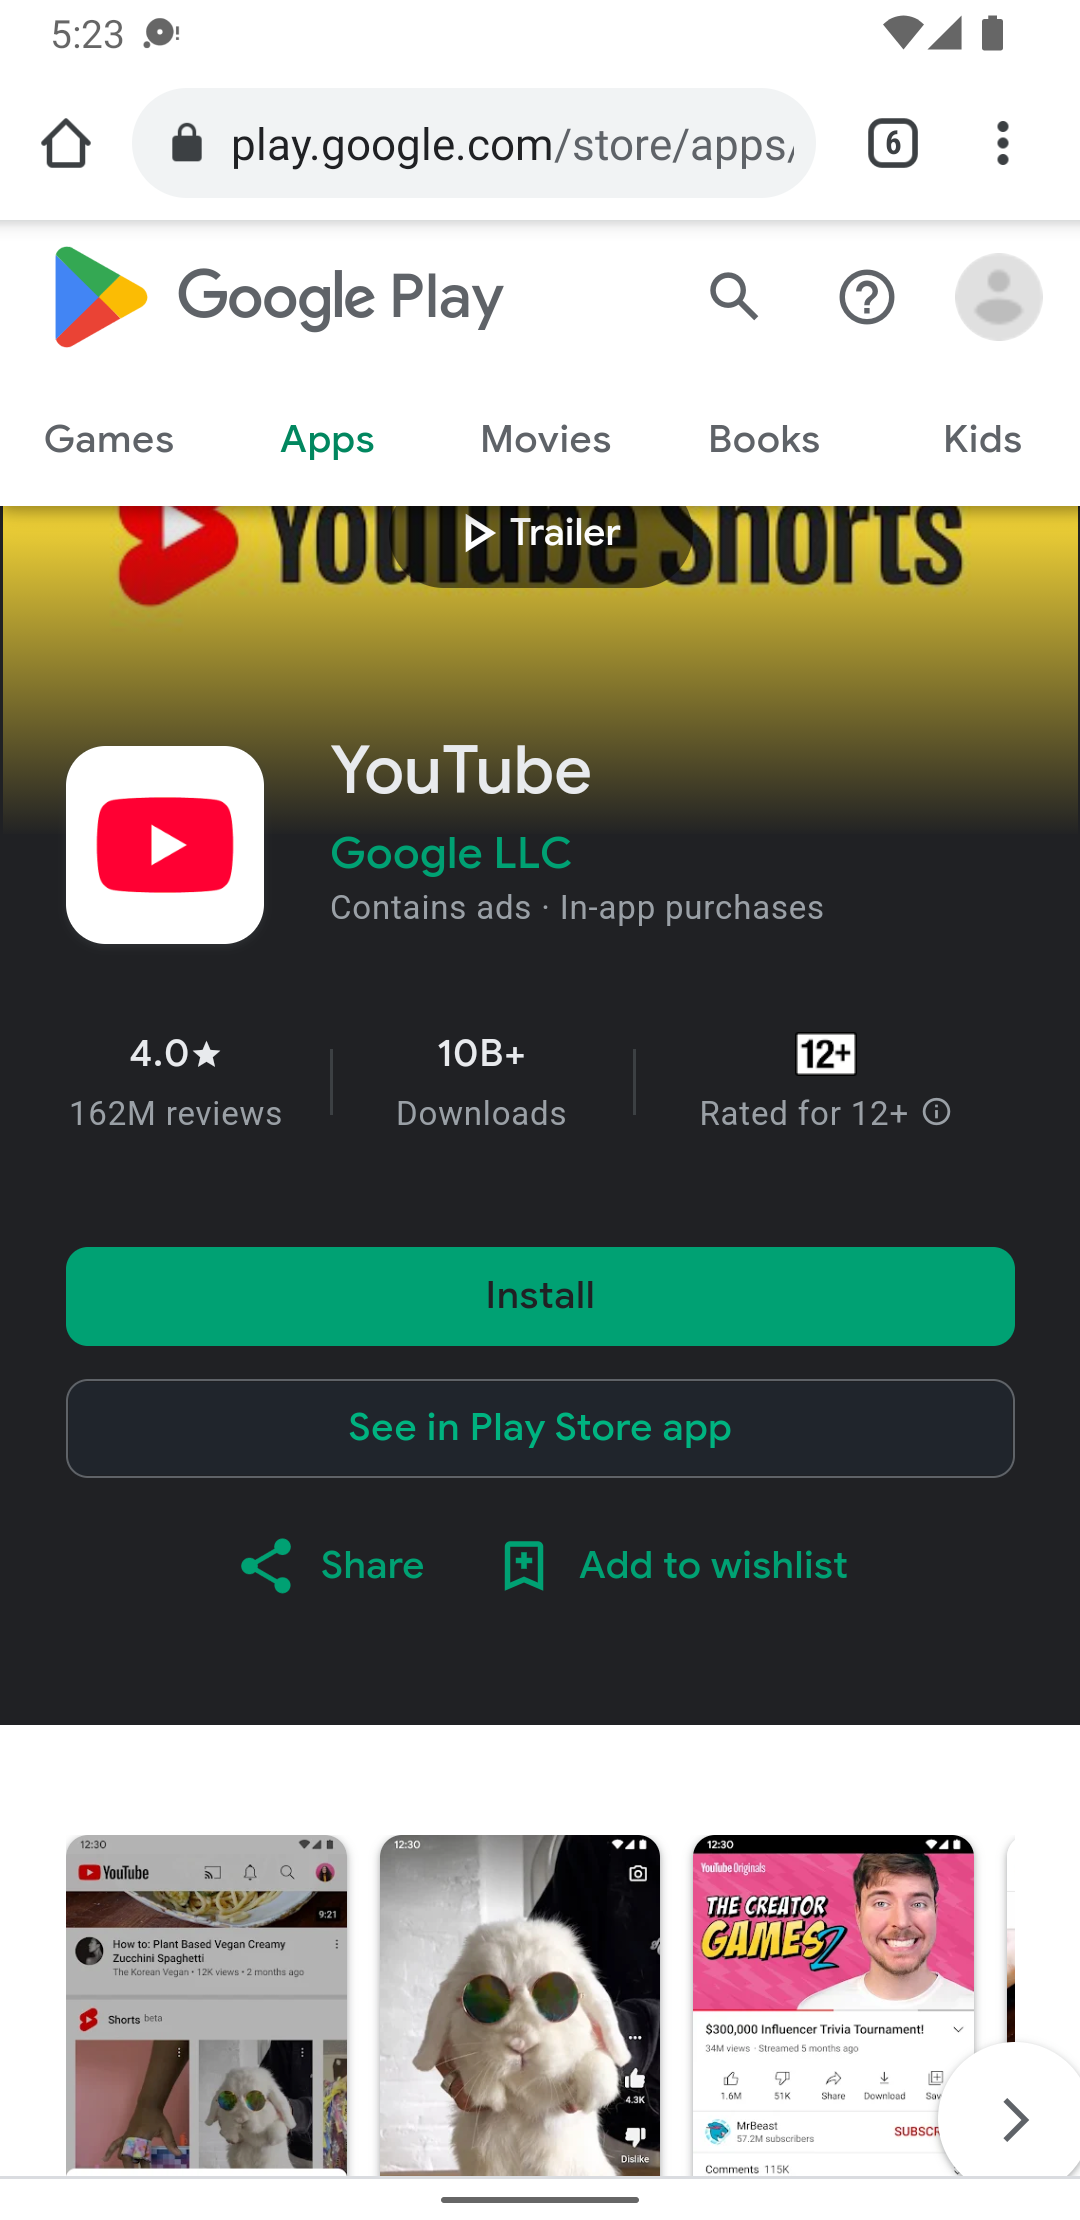 5:23
play.google.com/store/apps/
6
Google Play
Games Apps Movies Books Kids
YouTube Shorts
Trailer
YouTube
Google LLC
Contains ads · In-app purchases
4.0★ 10B+ 12+
162M reviews Downloads Rated for 12+
Install
See in Play Store app
Share Add to wishlist
12:30
YouTube
9:21
How to: Plant Based Vegan Creamy
Zucchini Spaghetti
The Korean Vegan • 12K views • 2 months ago
Shorts beta
12:30
4.3K
Dislike
12:30
YouTube Originals
THE CREATOR
GAMES 2
$300,000 Influencer Trivia Tournament!
34M views · Streamed 5 months ago
1.6M 51K Share Download Sav
MrBeast
57.2M subscribers
SUBSCR
Comments 115K